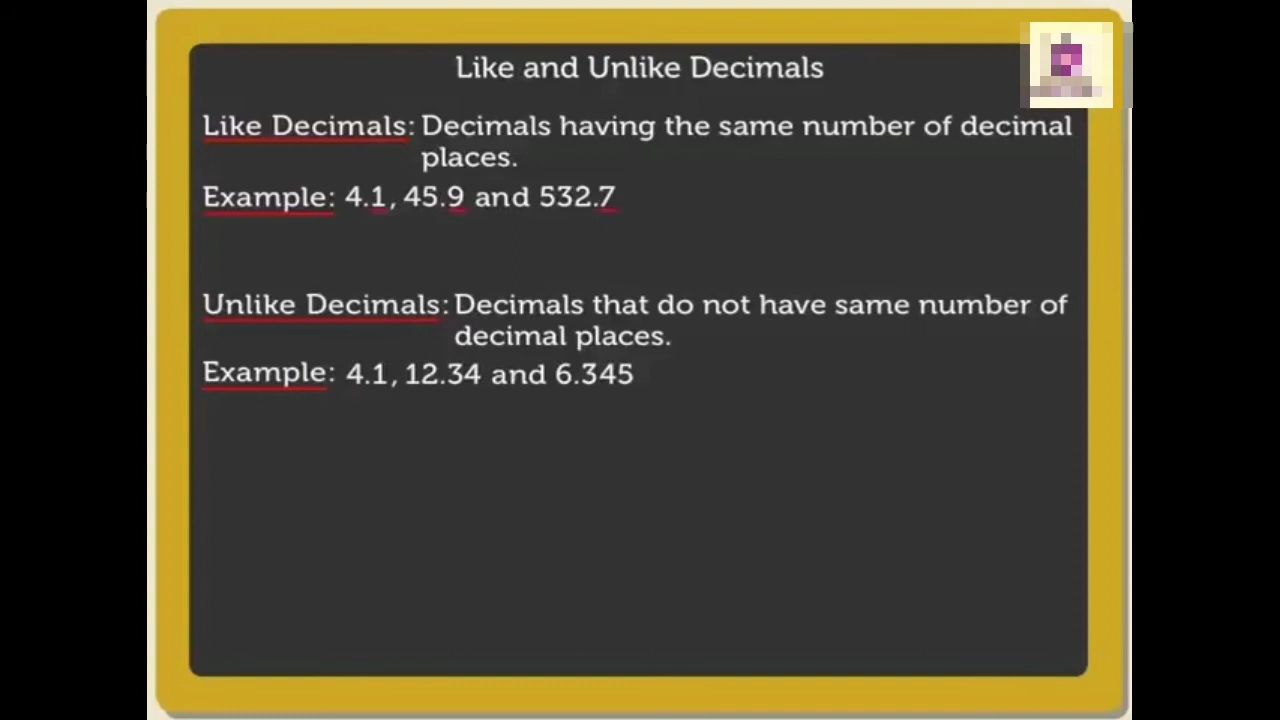 Like and Unlike Decimals
Like Decimals: Decimals having the same number of decimal
places.
Example: 4.1, 45.9 and 532.7
Unlike Decimals: Decimals that do not have same number of
decimal places.
Example: 4.1, 12.34 and 6.345